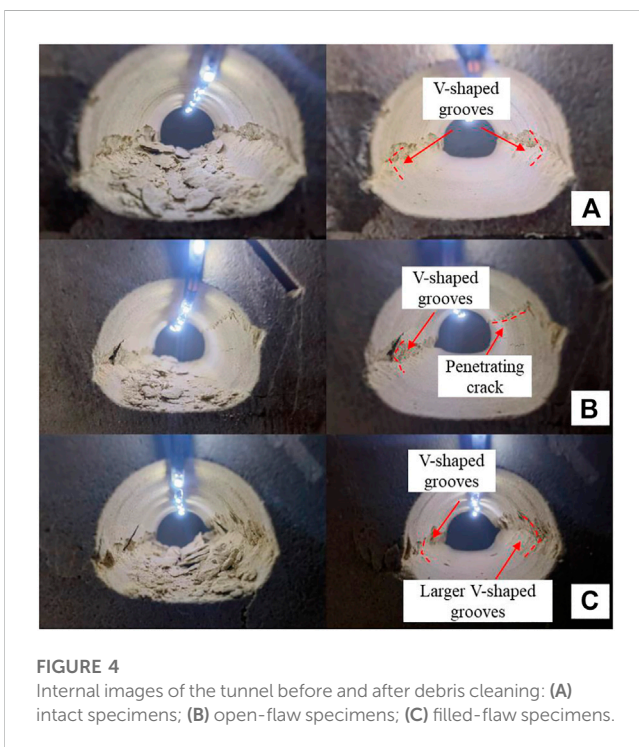 V-shaped
grooves
A
V-shaped
grooves
Penetrating
crack
B
V-shaped
grooves
Larger V-shaped
grooves
C
FIGURE 4
Internal images of the tunnel before and after debris cleaning: (A)
intact specimens; (B) open-flaw specimens; (C) filled-flaw specimens.